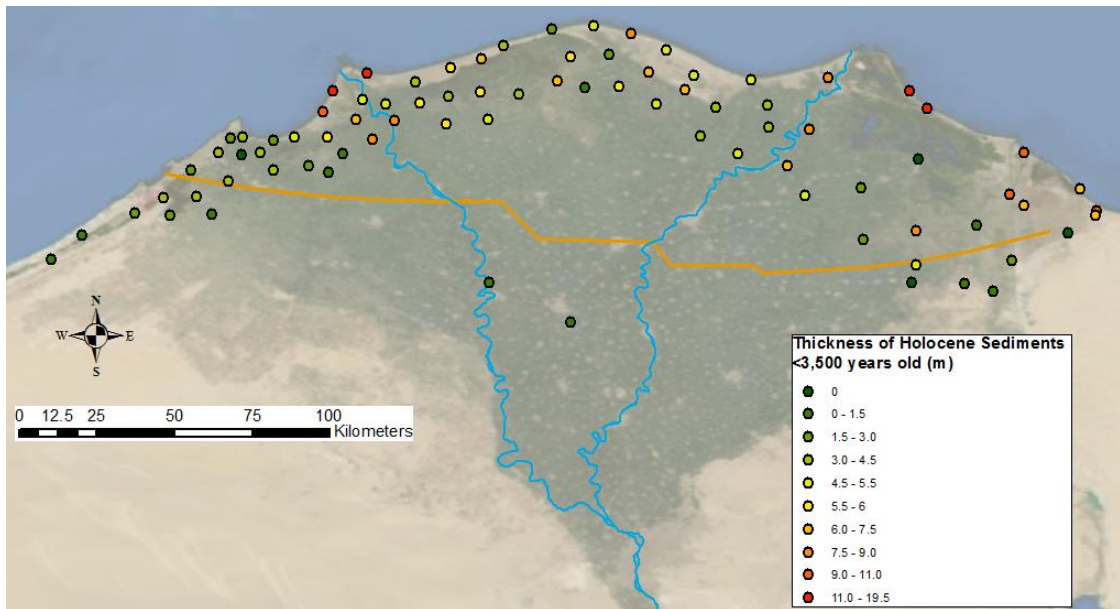 N
W E
S
0 12.5 25 50 75 100
Kilometers
Thickness of Holocene Sediments
<3,500 years old (m)
0
0 - 1.5
1.5 - 3.0
3.0 - 4.5
4.5 - 5.5
5.5 - 6
6.0 - 7.5
7.5 - 9.0
9.0 - 11.0
11.0 - 19.5